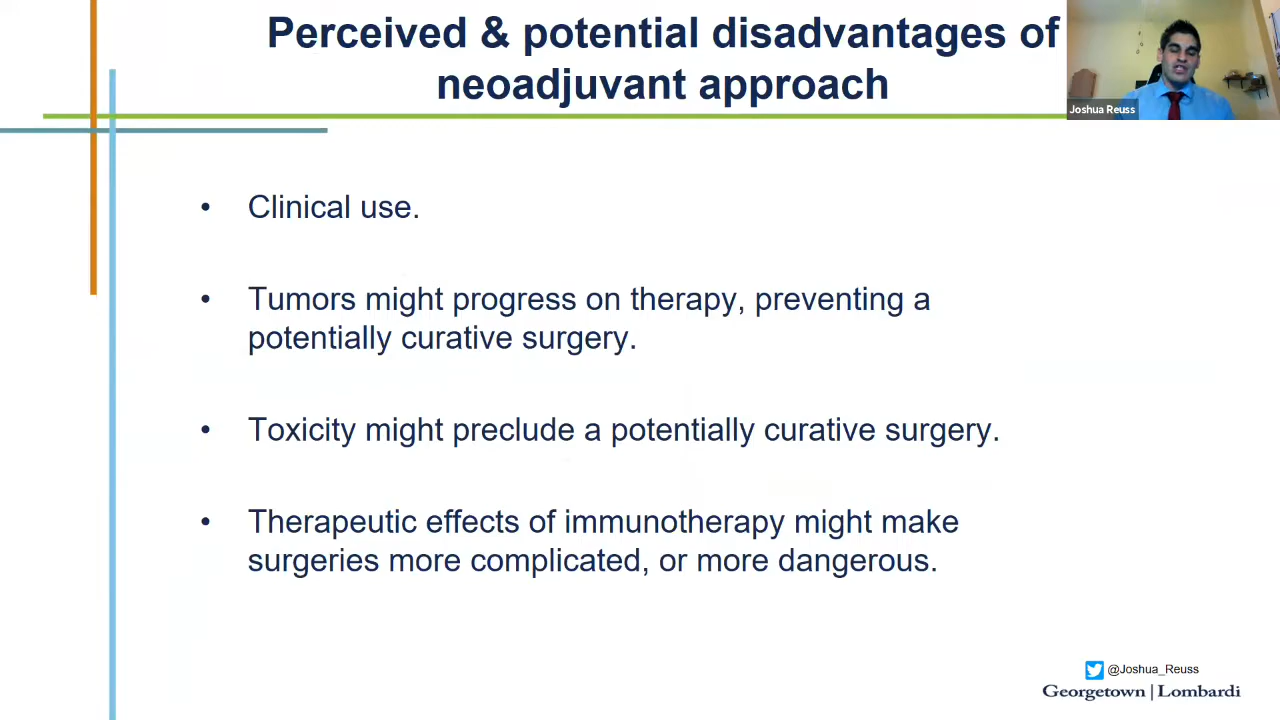 Perceived & potential disadvantages of
neoadjuvant approach
Joshua Reuss
• Clinical use.
• Tumors might progress on therapy, preventing a
potentially curative surgery.
• Toxicity might preclude a potentially curative surgery.
• Therapeutic effects of immunotherapy might make
surgeries more complicated, or more dangerous.
@Joshua_Reuss
Georgetown | Lombardi